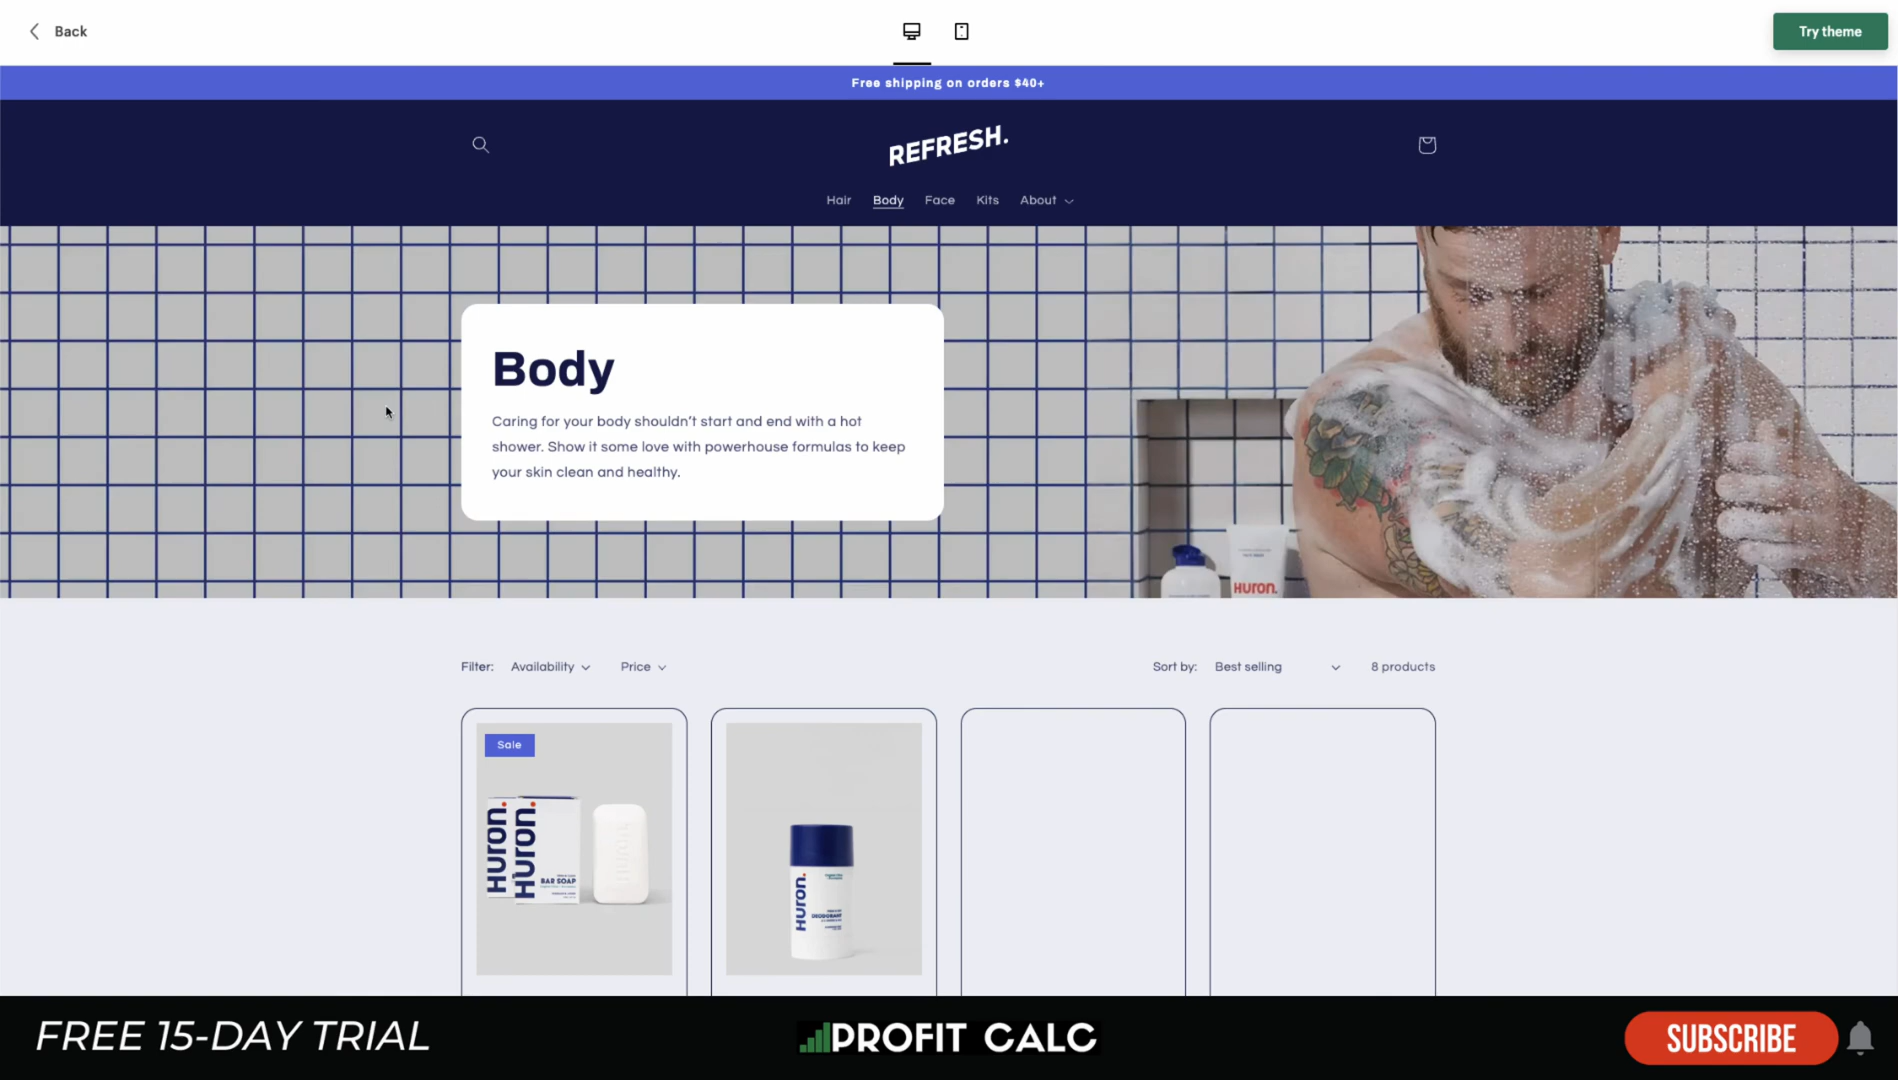 Back
Try theme
Free shipping on orders $40+
REFRESH.
Hair Body Face Kits About
Body
Caring for your body shouldn't start and end with a hot
shower. Show it some love with powerhouse formulas to keep
your skin clean and healthy.
HURON.
Filter: Availability Price
Sort by: Best selling 8 products
Sale
Huron.
Huron.
BAR SOAP
Huron.
DEODORANT
FREE 15-DAY TRIAL
PROFIT CALC
SUBSCRIBE